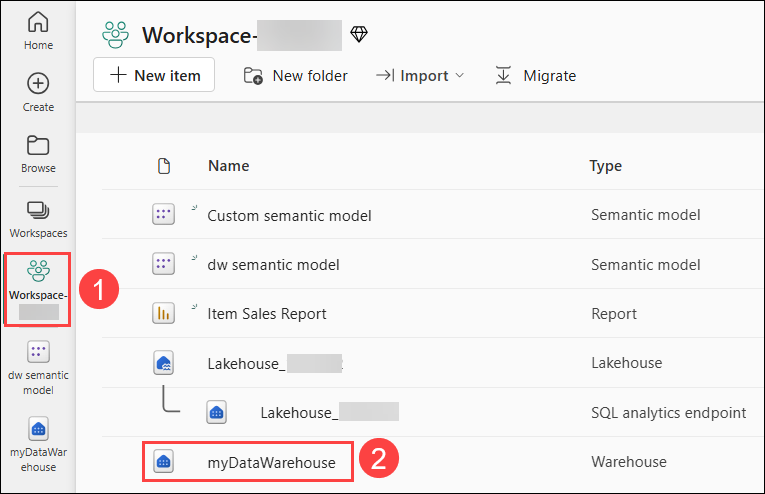 Home
Create
Browse
Workspaces
Workspace-
dw semantic
model
myDataWar
ehouse
1
Workspace-
New item
New folder
Import
Migrate
Name Type
Custom semantic model Semantic model
dw semantic model Semantic model
Item Sales Report Report
Lakehouse_ Lakehouse
Lakehouse_ SQL analytics endpoint
myDataWarehouse 2 Warehouse